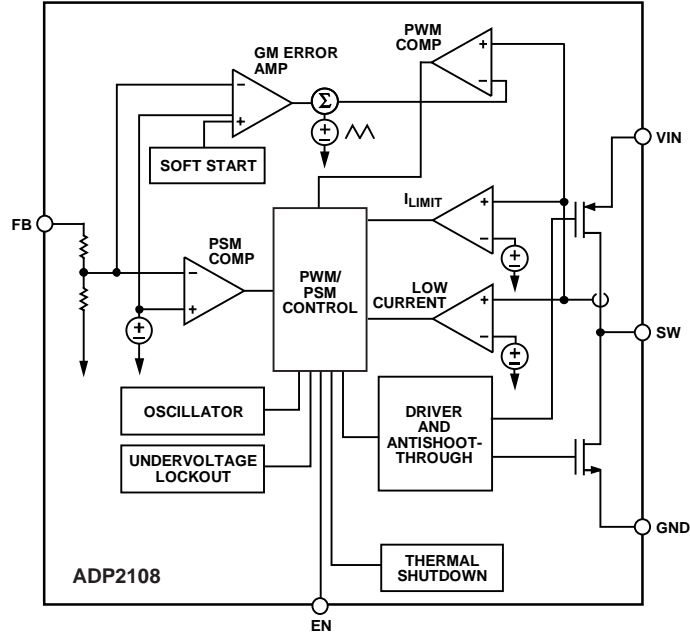 PWM
COMP
GM ERROR
AMP
+
−
−
+
Σ
+
−
SOFT START
VIN
I_LIMIT
+
−
+
−
FB
PSM
COMP
−
+
+
−
PWM/
PSM
CONTROL
LOW
CURRENT
+
−
+
−
SW
OSCILLATOR
DRIVER
AND
ANTISHOOT-
THROUGH
UNDERVOLTAGE
LOCKOUT
GND
THERMAL
SHUTDOWN
ADP2108
EN